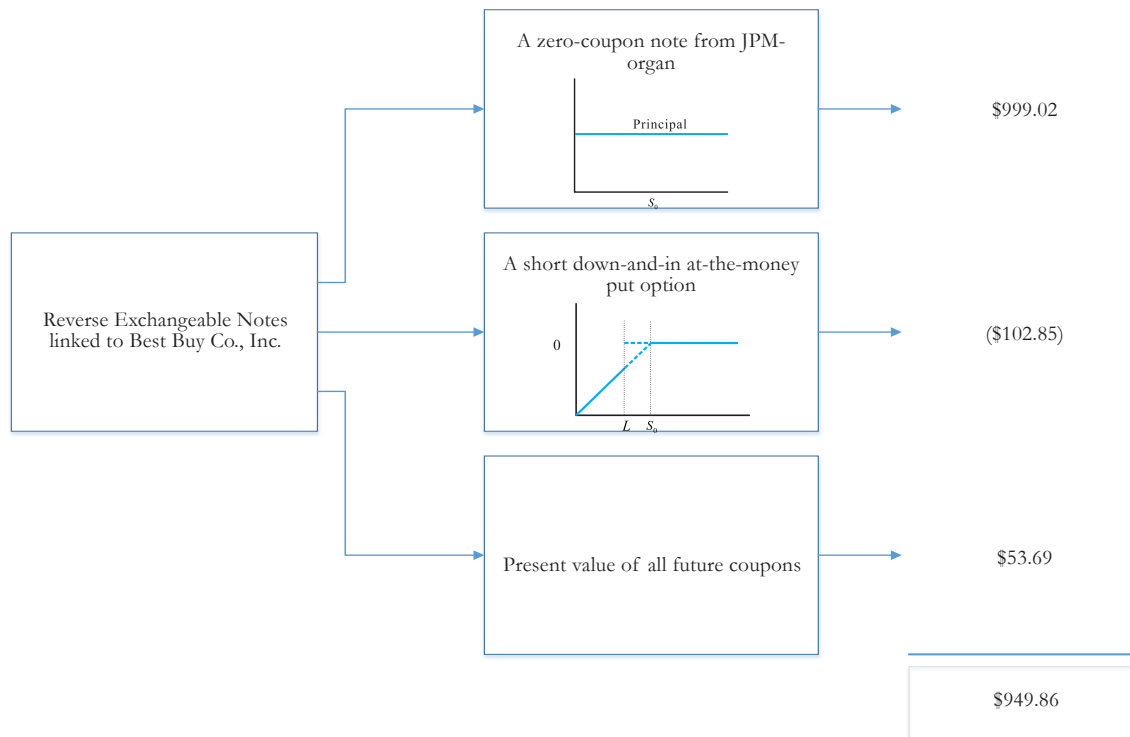 A zero-coupon note from JPM-
organ
Principal
S₀
$999.02
Reverse Exchangeable Notes
linked to Best Buy Co., Inc.
A short down-and-in at-the-money
put option
0
L S₀
($102.85)
Present value of all future coupons
$53.69
$949.86